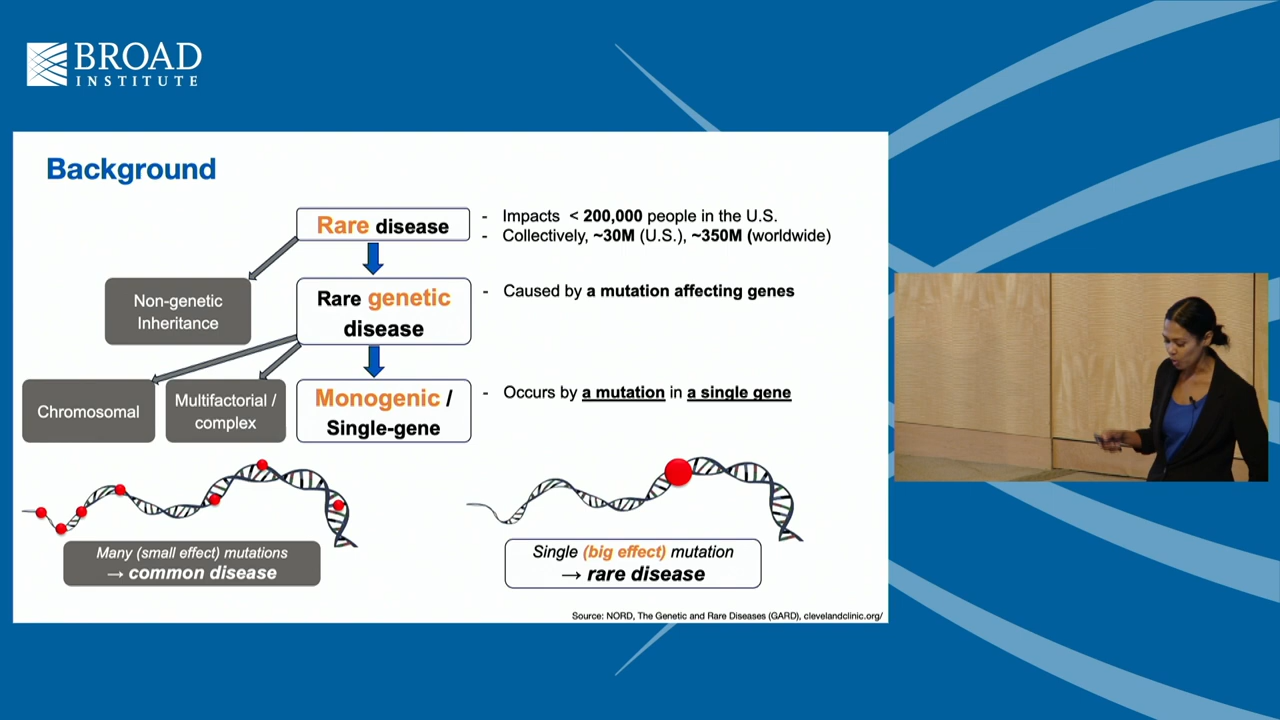 BROAD
INSTITUTE
Background
Rare disease
- Impacts < 200,000 people in the U.S.
- Collectively, ~30M (U.S.), ~350M (worldwide)
Non-genetic
Inheritance
Rare genetic
disease
- Caused by a mutation affecting genes
Chromosomal
Multifactorial /
complex
Monogenic /
Single-gene
- Occurs by a mutation in a single gene
Many (small effect) mutations
→ common disease
Single (big effect) mutation
→ rare disease
Source: NORD, The Genetic and Rare Diseases (GARD), clevelandclinic.org/